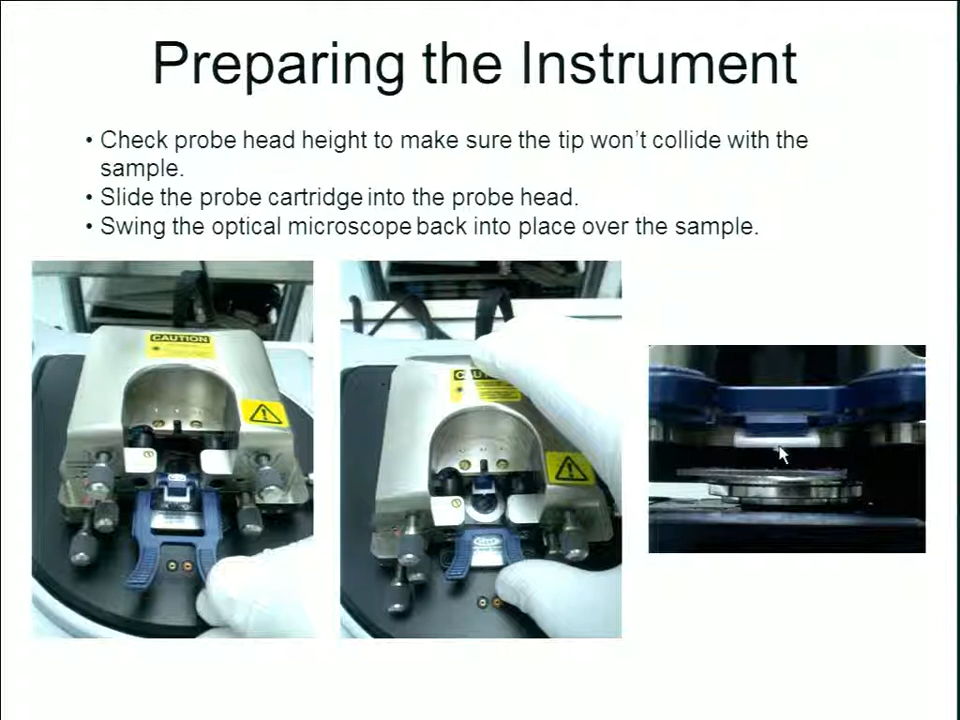 Preparing the Instrument
• Check probe head height to make sure the tip won't collide with the
sample.
• Slide the probe cartridge into the probe head.
• Swing the optical microscope back into place over the sample.
CAUTION